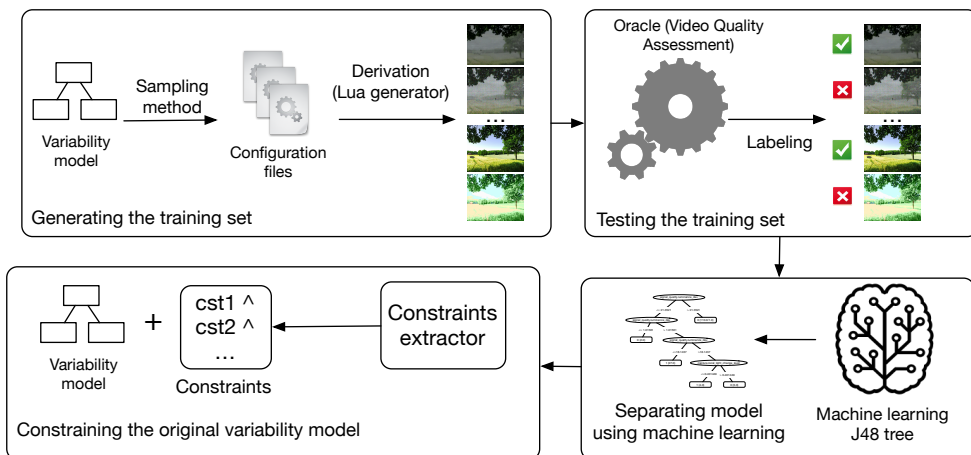 Sampling
method
Variability
model
Configuration
files
Derivation
(Lua generator)
...
Generating the training set
Oracle (Video Quality
Assessment)
Labeling
...
Testing the training set
Machine learning
J48 tree
Separating model
using machine learning
Constraints
extractor
cst1 ^
cst2 ^
...
Constraints
+
Variability
model
Constraining the original variability model